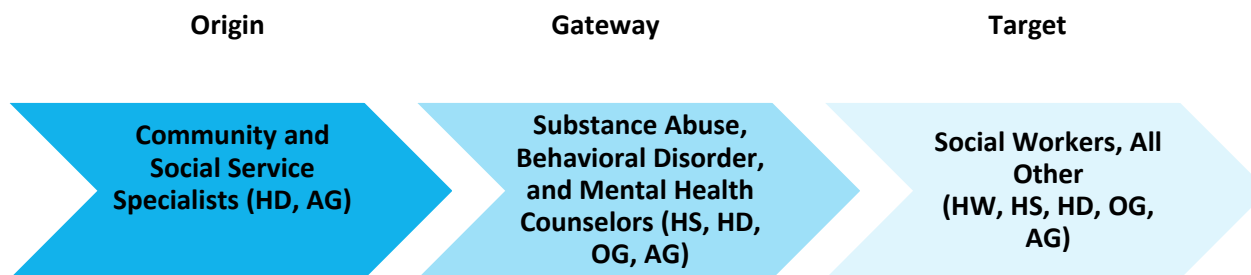 Origin
Gateway
Target
Community and
Social Service
Specialists (HD, AG)
Substance Abuse,
Behavioral Disorder,
and Mental Health
Counselors (HS, HD,
OG, AG)
Social Workers, All
Other
(HW, HS, HD, OG,
AG)